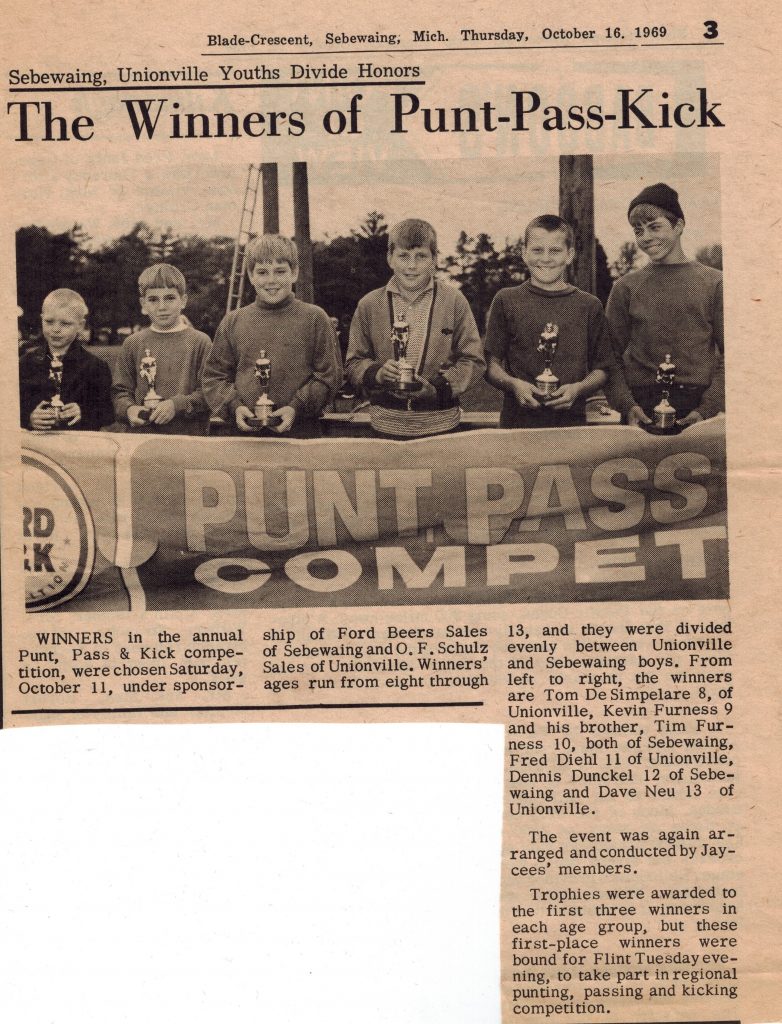 Blade-Crescent, Sebewaing, Mich. Thursday, October 16, 1969 3
Sebewaing, Unionville Youths Divide Honors
The Winners of Punt-Pass-Kick
RD
K
PUNT, PASS
COMPET
WINNERS in the annual
Punt, Pass & Kick compe-
tition, were chosen Saturday,
October 11, under sponsor-
ship of Ford Beers Sales
of Sebewaing and O. F. Schulz
Sales of Unionville. Winners'
ages run from eight through
13, and they were divided
evenly between Unionville
and Sebewaing boys. From
left to right, the winners
are Tom De Simpelare 8, of
Unionville, Kevin Furness 9
and his brother, Tim Fur-
ness 10, both of Sebewaing,
Fred Diehl 11 of Unionville,
Dennis Dunckel 12 of Sebe-
waing and Dave Neu 13 of
Unionville.
The event was again ar-
ranged and conducted by Jay-
cees' members.
Trophies were awarded to
the first three winners in
each age group, but these
first-place winners were
bound for Flint Tuesday eve-
ning, to take part in regional
punting, passing and kicking
competition.